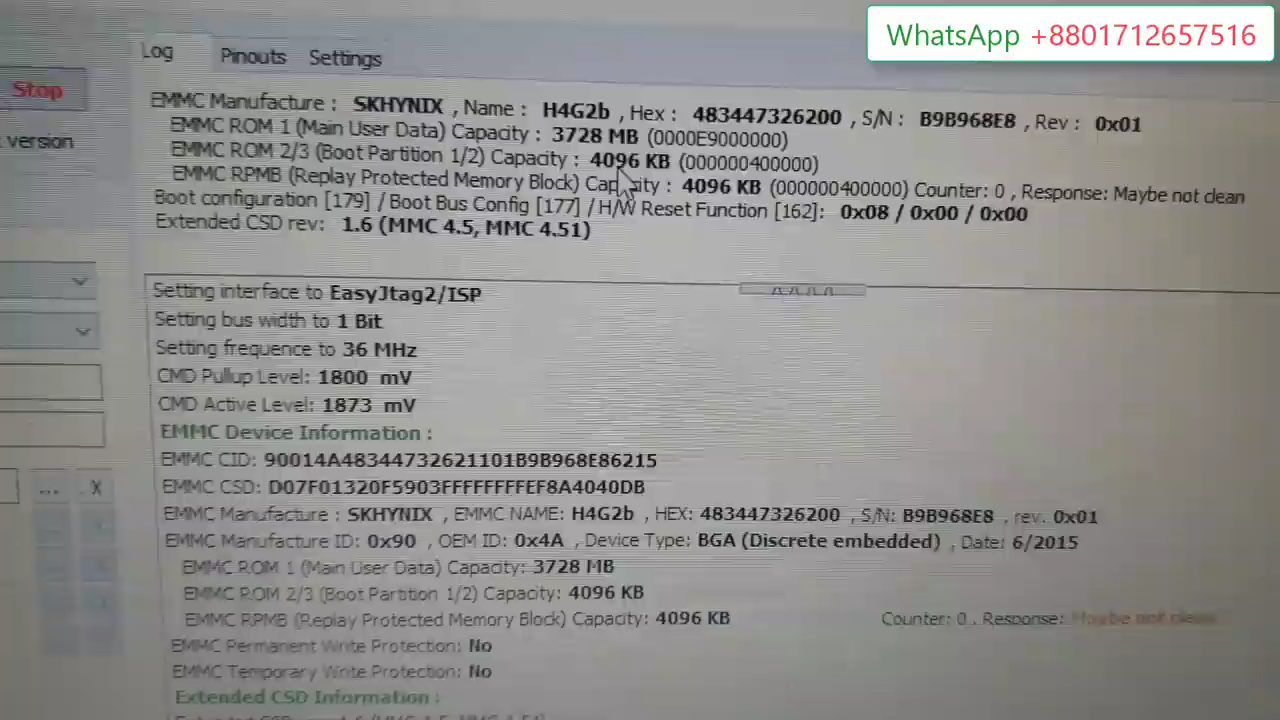 WhatsApp +8801712657516
Log Pinouts Settings
Stop
version
EMMC Manufacture : SKHYNIX , Name : H4G2b , Hex : 483447326200 , S/N : B9B968E8 , Rev : 0x01
EMMC ROM 1 (Main User Data) Capacity : 3728 MB (0000E9000000)
EMMC ROM 2/3 (Boot Partition 1/2) Capacity : 4096 KB (000000400000)
EMMC RPMB (Replay Protected Memory Block) Capacity : 4096 KB (000000400000) Counter: 0 , Response: Maybe not clean
Boot configuration [179] / Boot Bus Config [177] / H/W Reset Function [162]: 0x08 / 0x00 / 0x00
Extended CSD rev: 1.6 (MMC 4.5, MMC 4.51)
Setting interface to EasyJtag2/ISP
Setting bus width to 1 Bit
Setting frequence to 36 MHz
CMD Pullup Level: 1800 mV
CMD Active Level: 1873 mV
EMMC Device Information :
EMMC CID: 90014A48344732621101B9B968E86215
EMMC CSD: D07F01320F5903FFFFFFFFEF8A4040DB
EMMC Manufacture : SKHYNIX , EMMC NAME: H4G2b , HEX: 483447326200 , S/N: B9B968E8 , rev. 0x01
EMMC Manufacture ID: 0x90 , OEM ID: 0x4A , Device Type: BGA (Discrete embedded) , Date: 6/2015
EMMC ROM 1 (Main User Data) Capacity: 3728 MB
EMMC ROM 2/3 (Boot Partition 1/2) Capacity: 4096 KB
EMMC RPMB (Replay Protected Memory Block) Capacity: 4096 KB Counter: 0 , Response: Maybe not clean
... X
EMMC Permanent Write Protection: No
EMMC Temporary Write Protection: No
Extended CSD Information :